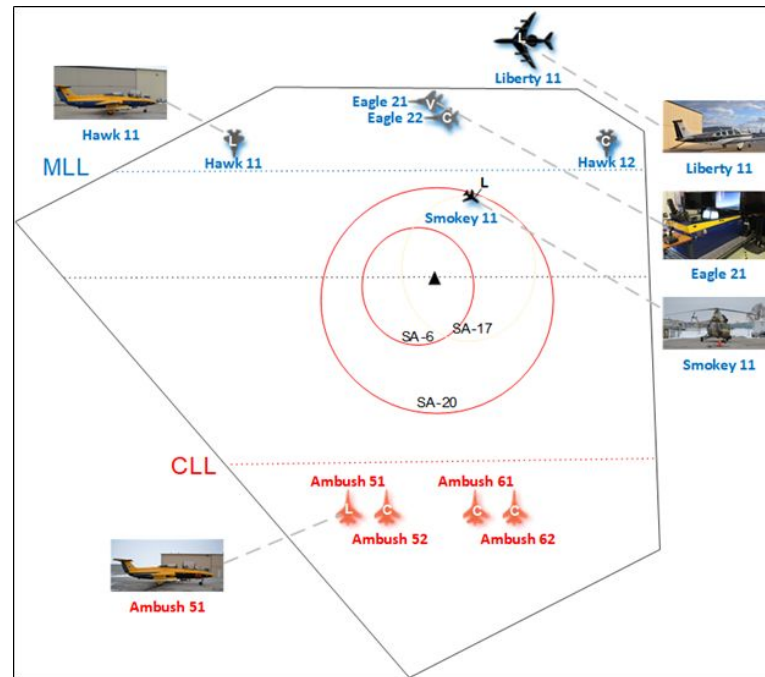 L
Liberty 11
Eagle 21
V
Eagle 22
C
Hawk 11
L
Hawk 11
C
Hawk 12
Liberty 11
MLL
L
Smokey 11
Eagle 21
SA-6
SA-17
Smokey 11
SA-20
CLL
Ambush 51
Ambush 61
L
C
C
C
Ambush 52
Ambush 62
Ambush 51